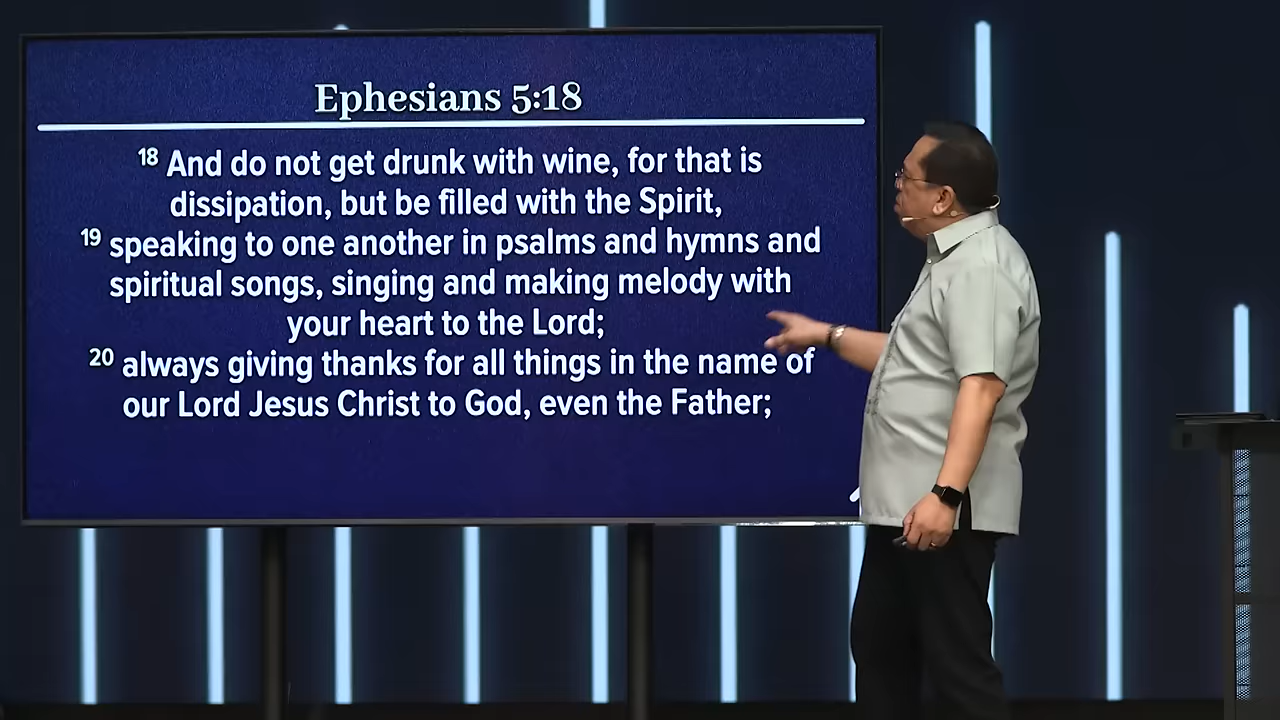 Ephesians 5:18
18 And do not get drunk with wine, for that is
dissipation, but be filled with the Spirit,
19 speaking to one another in psalms and hymns and
spiritual songs, singing and making melody with
your heart to the Lord;
20 always giving thanks for all things in the name of
our Lord Jesus Christ to God, even the Father;